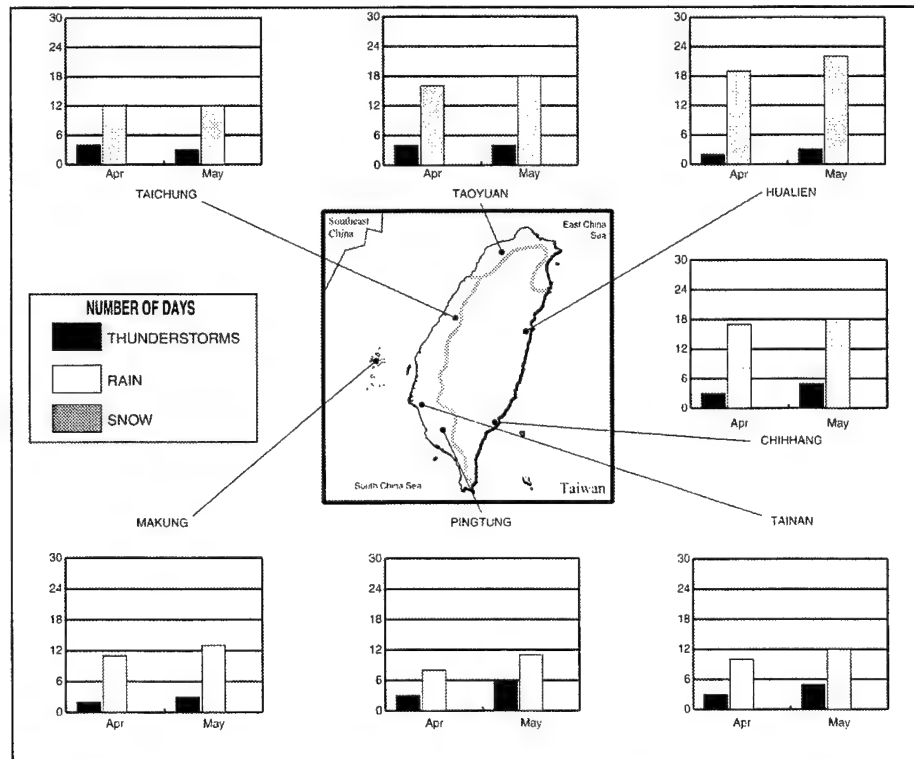 30
24
18
12
6
0
Apr May
TAICHUNG
30
24
18
12
6
0
Apr May
TAOYUAN
30
24
18
12
6
0
Apr May
HUALIEN
Southeast
China
East China
Sea
South China Sea
Taiwan
NUMBER OF DAYS
THUNDERSTORMS
RAIN
SNOW
30
24
18
12
6
0
Apr May
CHIHHANG
MAKUNG
PINGTUNG
TAINAN
30
24
18
12
6
0
Apr May
30
24
18
12
6
0
Apr May
30
24
18
12
6
0
Apr May